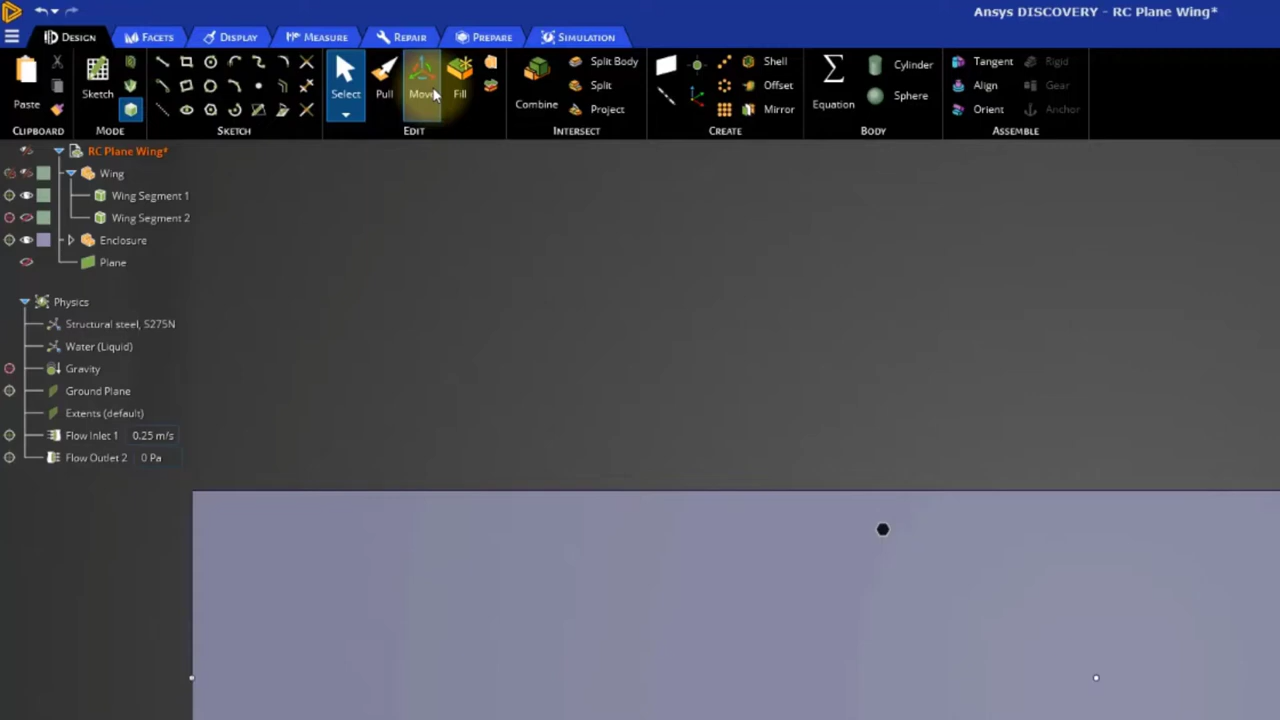 Ansys DISCOVERY - RC Plane Wing*
DESIGN FACETS DISPLAY MEASURE REPAIR PREPARE SIMULATION
Paste Sketch Select Pull Move Fill Combine Split Body Split Project Shell Offset Mirror Equation Cylinder Sphere Tangent Align Orient Rigid Gear Anchor
CLIPBOARD MODE SKETCH EDIT INTERSECT CREATE BODY ASSEMBLE
RC Plane Wing*
Wing
Wing Segment 1
Wing Segment 2
Enclosure
Plane
Physics
Structural steel, S275N
Water (Liquid)
Gravity
Ground Plane
Extents (default)
Flow Inlet 1 0.25 m/s
Flow Outlet 2 0 Pa